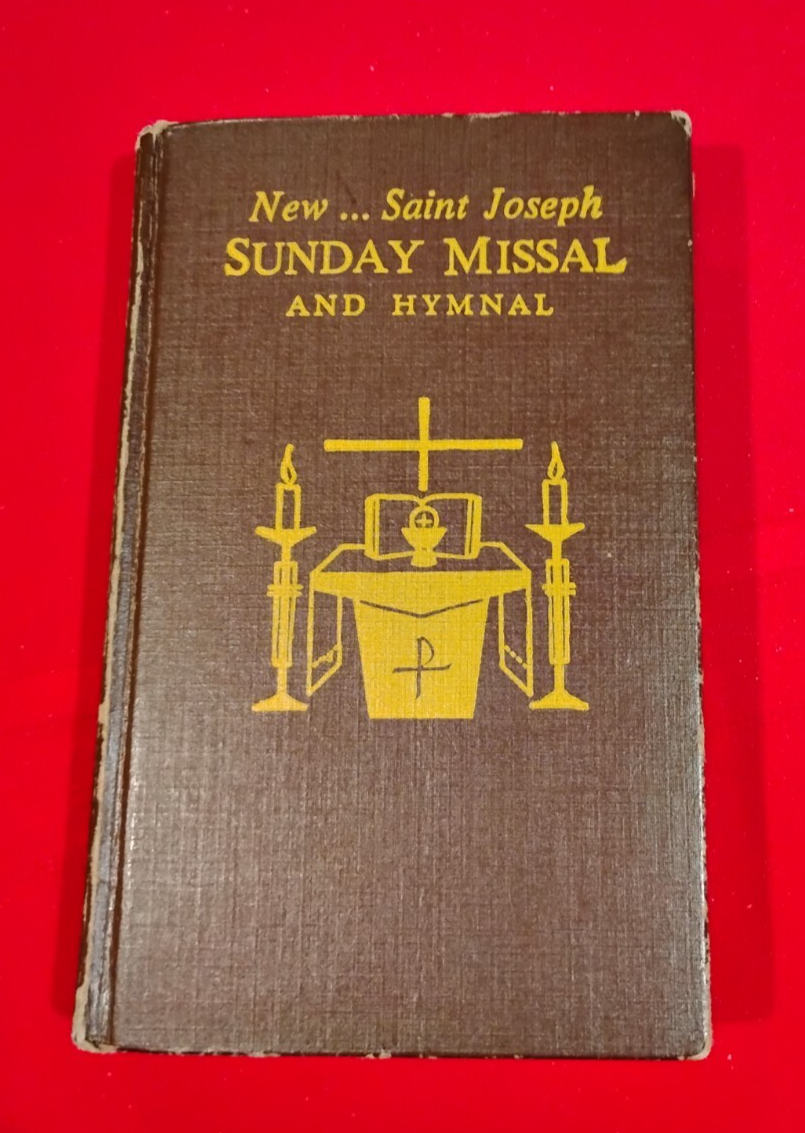 New ... Saint Joseph
SUNDAY MISSAL
AND HYMNAL